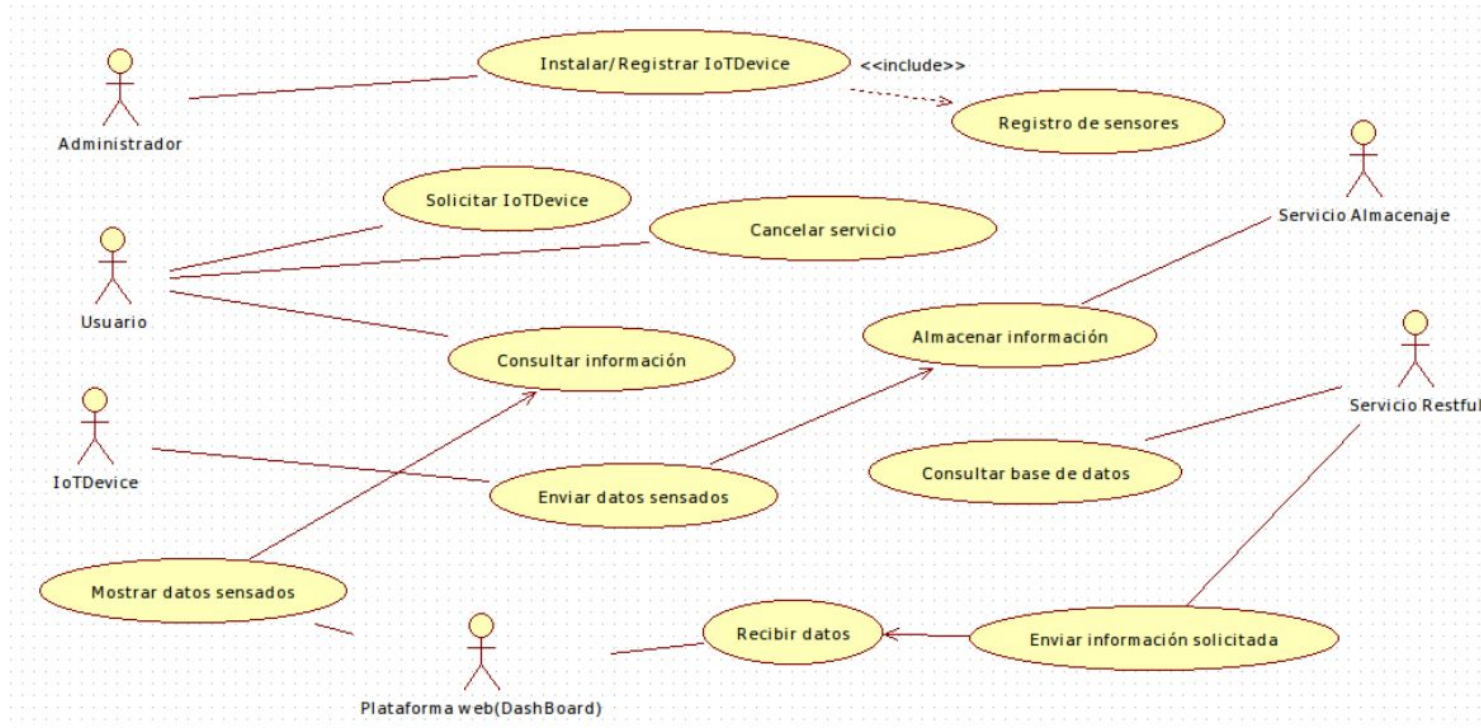 Instalar/Registrar IoTDevice
<<include>>
Registro de sensores
Administrador
Solicitar IoTDevice
Cancelar servicio
Servicio Almacenaje
Usuario
Almacenar información
Consultar información
Servicio Restful
IoTDevice
Enviar datos sensados
Consultar base de datos
Mostrar datos sensados
Recibir datos
Enviar información solicitada
Plataforma web(DashBoard)